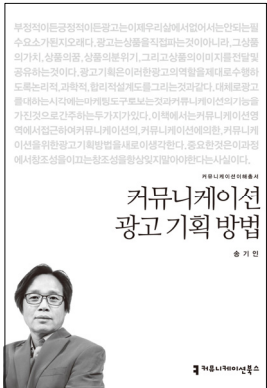 부정적이든긍정적이든광고는이제우리삶에서없어서는안되는필
수요소가된지오래다.광고는상품을직접파는것이아니라,그상품
의가치,상품의꿈,상품의분위기,그리고상품의이미지를전달및
공유하는것이다.광고기획은이러한광고의역할을제대로수행하
도록논리적,과학적,합리적설계도를그리는과정과같다.대체로광고
를대하는시각에는마케팅도구로보는것과커뮤니케이션의기능을
가진것으로간주하는두가지가있다.이책에서는커뮤니케이션영
역에서접근하여커뮤니케이션의,커뮤니케이션에의한,커뮤니케
이션을위한광고기획방법을새로이생각한다.중요한것은이과정
에서창조성을이끄는창조성을항상잊지말아야한다는사실이다.
커뮤니케이션이해총서
커뮤니케이션
광고 기획 방법
송기인
커뮤니케이션북스